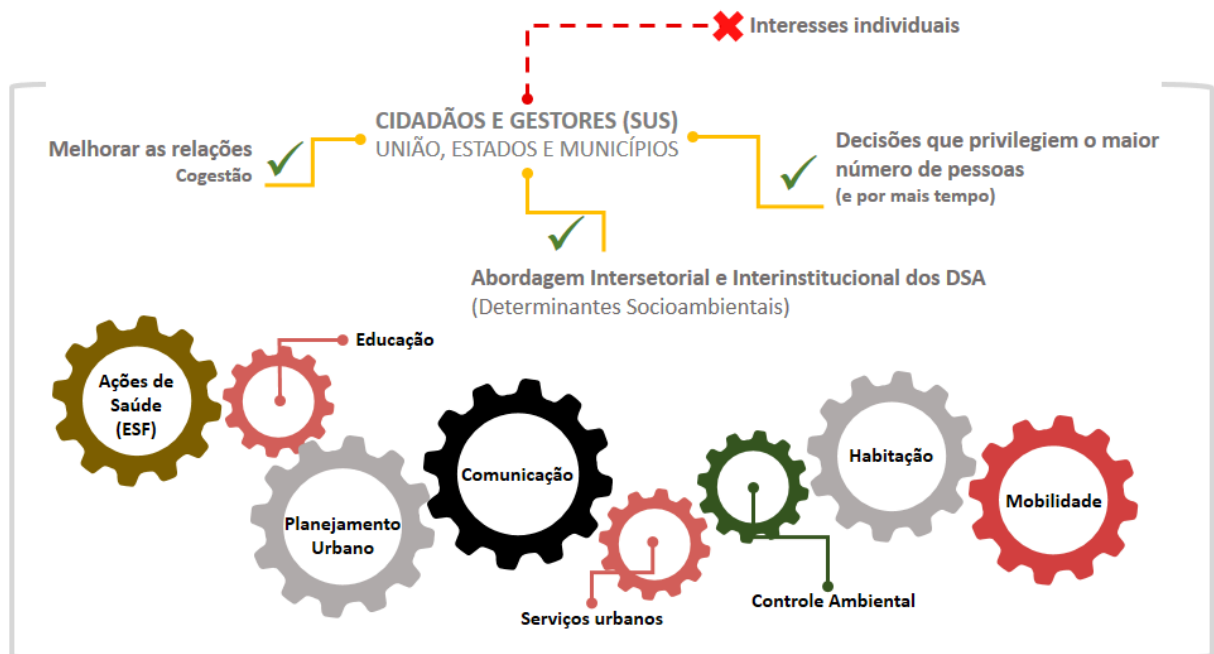 Interesses individuais
CIDADÃOS E GESTORES (SUS)
UNIÃO, ESTADOS E MUNICÍPIOS
Melhorar as relações
Cogestão
Decisões que privilegiem o maior
número de pessoas
(e por mais tempo)
Abordagem Intersetorial e Interinstitucional dos DSA
(Determinantes Socioambientais)
Educação
Ações de
Saúde
(ESF)
Planejamento
Urbano
Comunicação
Serviços urbanos
Controle Ambiental
Habitação
Mobilidade